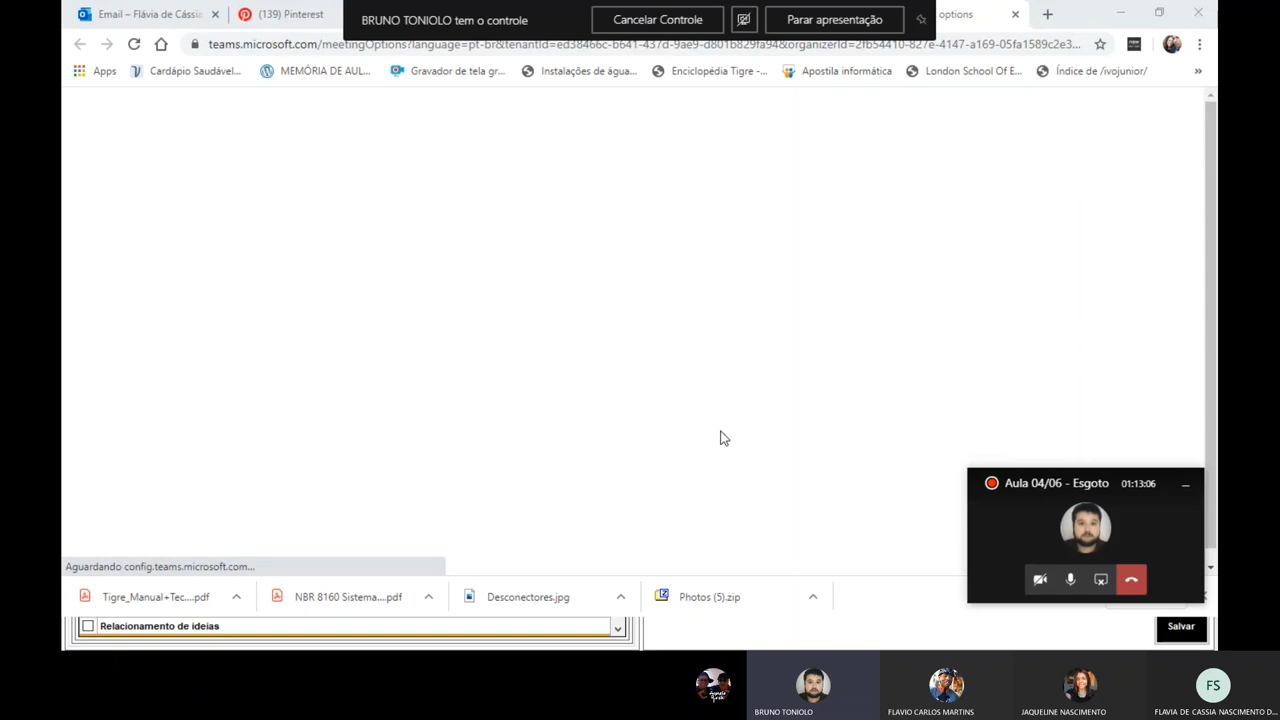 BRUNO TONIOLO tem o controle
Cancelar Controle
Parar apresentação
Email – Flávia de Cássia
(139) Pinterest
options
teams.microsoft.com/meetingOptions?language=pt-br&tenantId=ed38466c-b641-437d-9ae9-d801b829fa94&organizerId=2fb54410-827e-4147-a169-05fa1589c2e3...
Apps
Cardápio Saudável...
MEMÓRIA DE AUL...
Gravador de tela gr...
Instalações de água...
Enciclopédia Tigre -...
Apostila informática
London School Of E...
Índice de /ivojunior/
»
Aula 04/06 - Esgoto
01:13:06
Aguardando config.teams.microsoft.com...
Tigre_Manual+Tec....pdf
NBR 8160 Sistema....pdf
Desconectores.jpg
Photos (5).zip
Relacionamento de ideias
Salvar
BRUNO TONIOLO
FLAVIO CARLOS MARTINS
JAQUELINE NASCIMENTO
FS
FLAVIA DE CASSIA NASCIMENTO D...